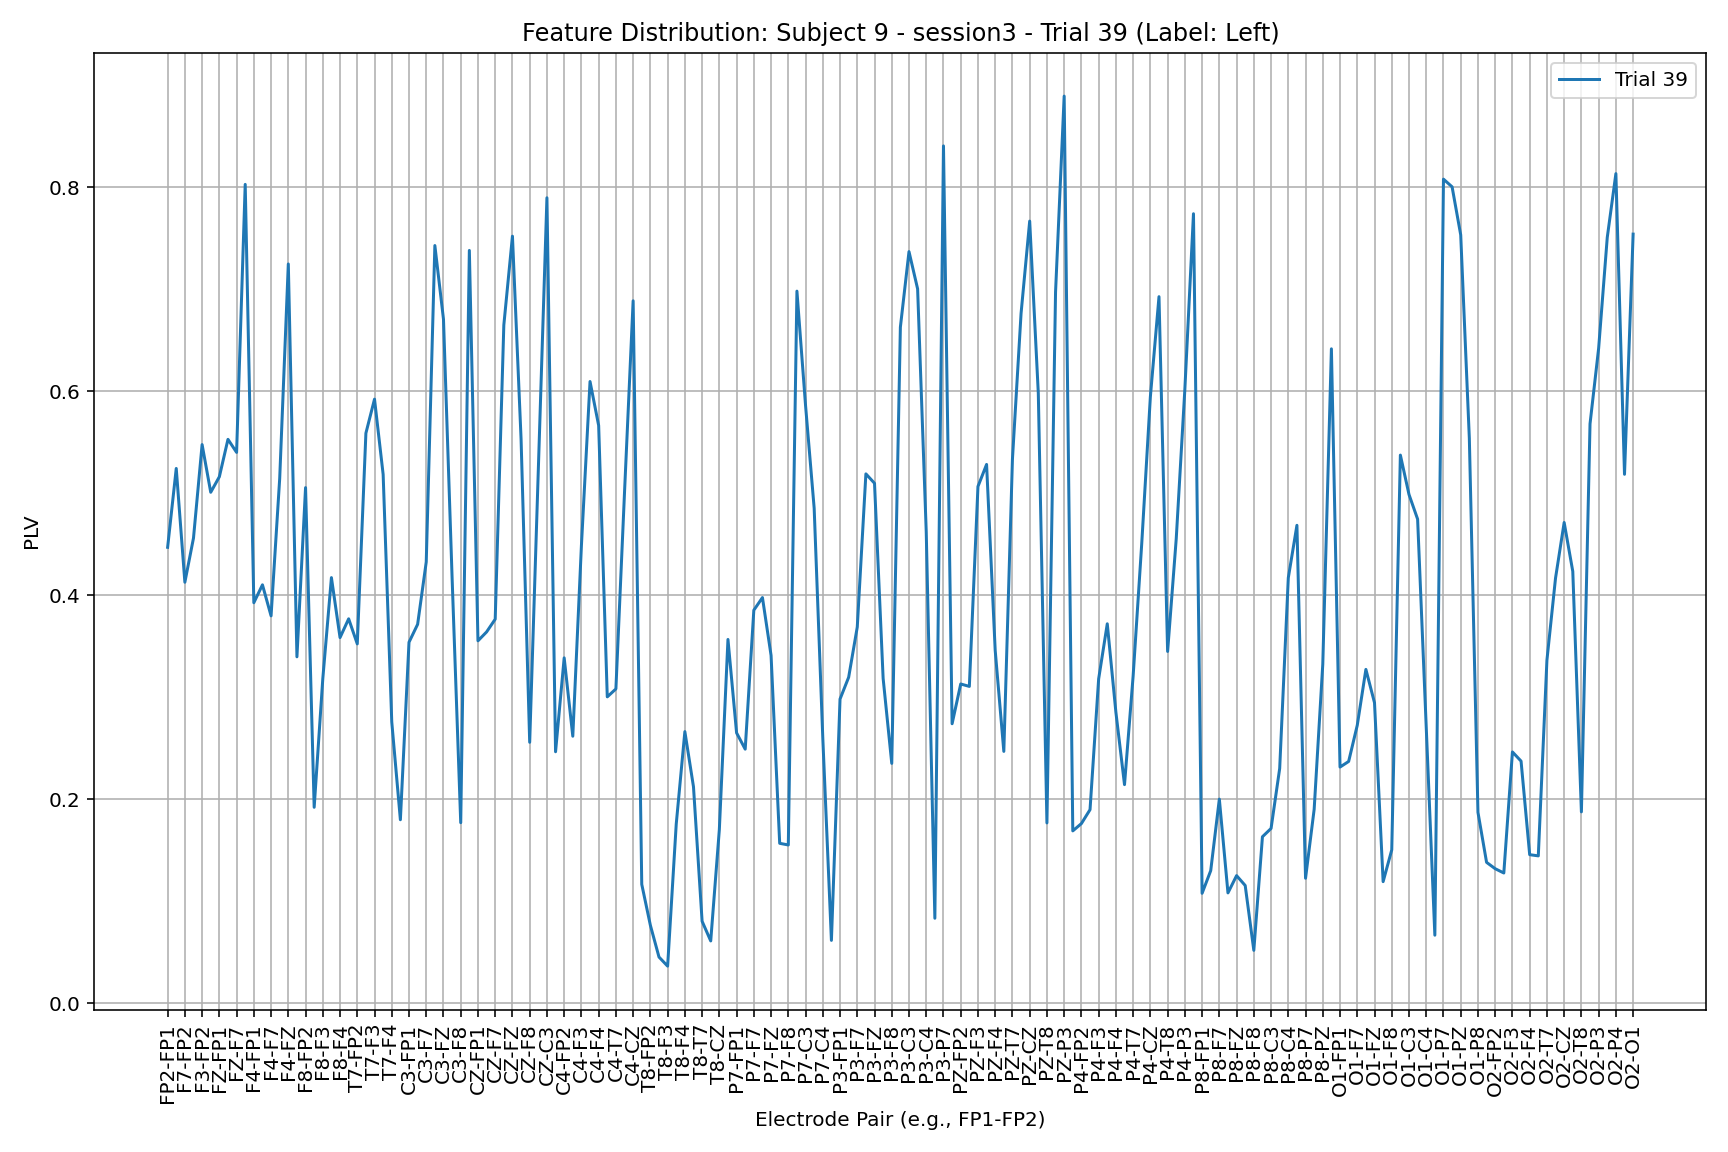 Feature Distribution: Subject 9 - session3 - Trial 39 (Label: Left)
Trial 39
PLV
0.8
0.6
0.4
0.2
0.0
FP2-FP1
F7-FP2
F3-FP2
FZ-FP1
FZ-F7
F4-FP1
F4-F7
F4-FZ
F8-FP2
F8-F3
F8-F4
T7-FP2
T7-F3
T7-F4
C3-FP1
C3-F7
C3-FZ
C3-F8
CZ-FP1
CZ-F7
CZ-FZ
CZ-F8
CZ-C3
C4-FP2
C4-F3
C4-F4
C4-T7
C4-CZ
T8-FP2
T8-F3
T8-F4
T8-T7
T8-CZ
P7-FP1
P7-F7
P7-FZ
P7-F8
P7-C3
P7-C4
P3-FP1
P3-F7
P3-FZ
P3-F8
P3-C3
P3-C4
P3-P7
PZ-FP2
PZ-F3
PZ-F4
PZ-T7
PZ-CZ
PZ-T8
PZ-P3
P4-FP2
P4-F3
P4-F4
P4-T7
P4-CZ
P4-T8
P4-P3
P8-FP1
P8-F7
P8-FZ
P8-F8
P8-C3
P8-C4
P8-P7
P8-PZ
O1-FP1
O1-F7
O1-FZ
O1-F8
O1-C3
O1-C4
O1-P7
O1-PZ
O1-P8
O2-FP2
O2-F3
O2-F4
O2-T7
O2-CZ
O2-T8
O2-P3
O2-P4
O2-O1
Electrode Pair (e.g., FP1-FP2)